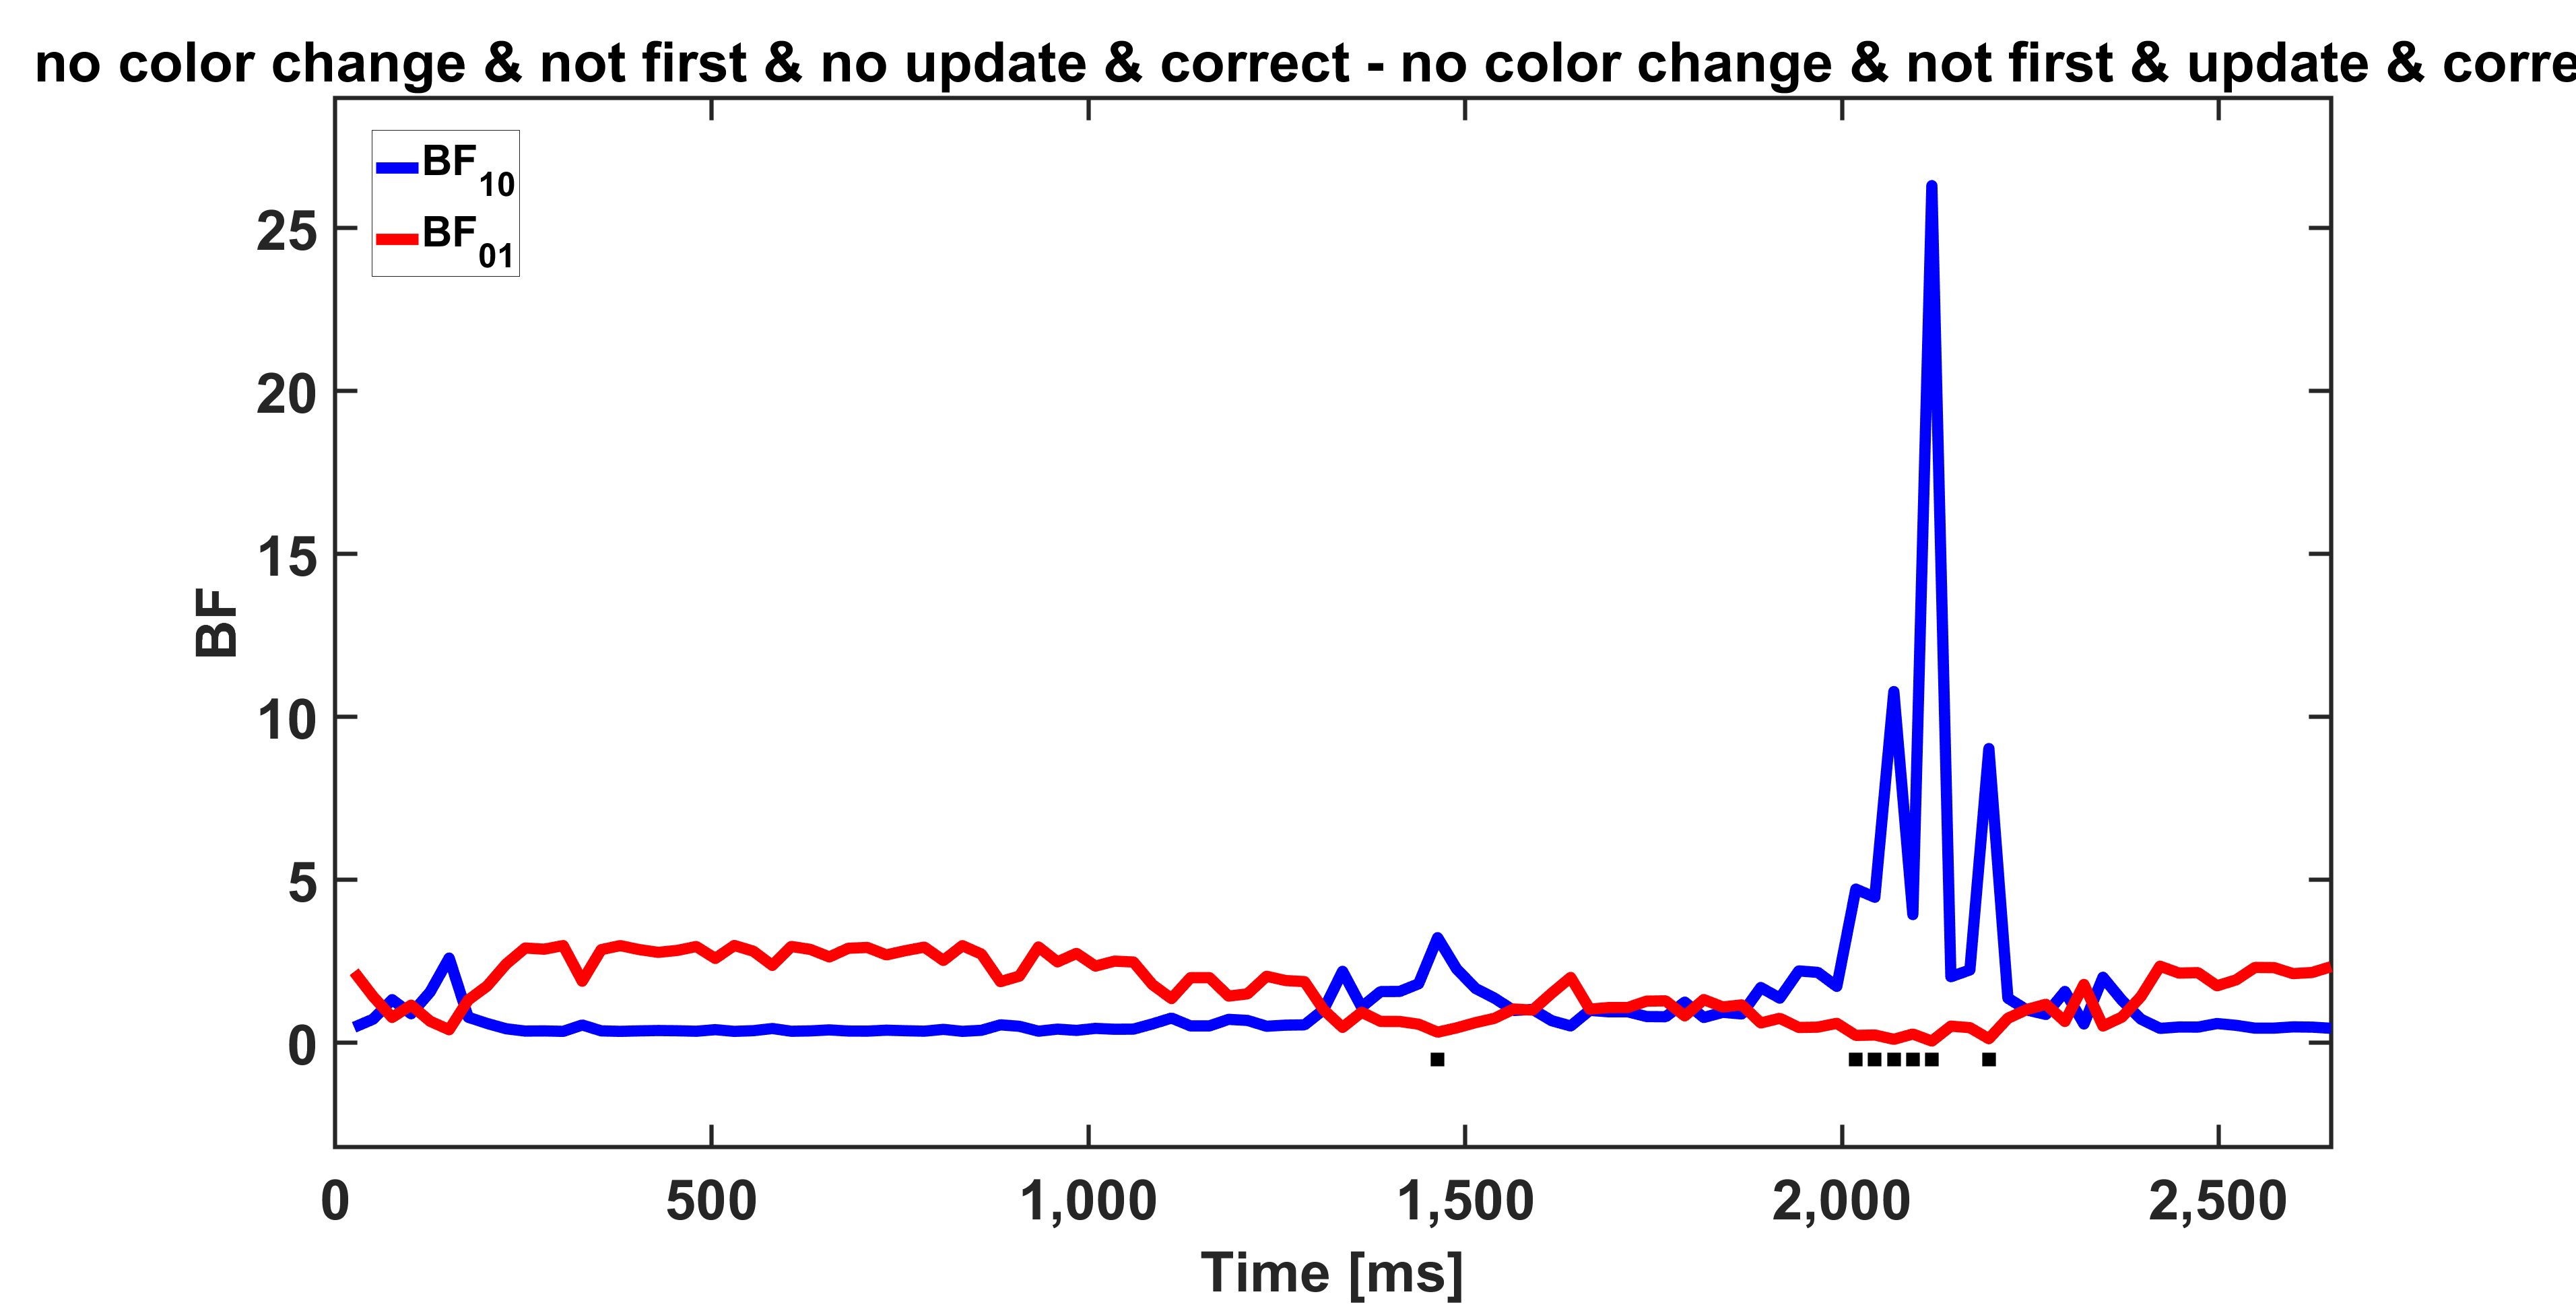 no color change & not first & no update & correct - no color change & not first & update & corre
BF10
BF01
25
20
15
10
5
0
BF
0 500 1,000 1,500 2,000 2,500
Time [ms]